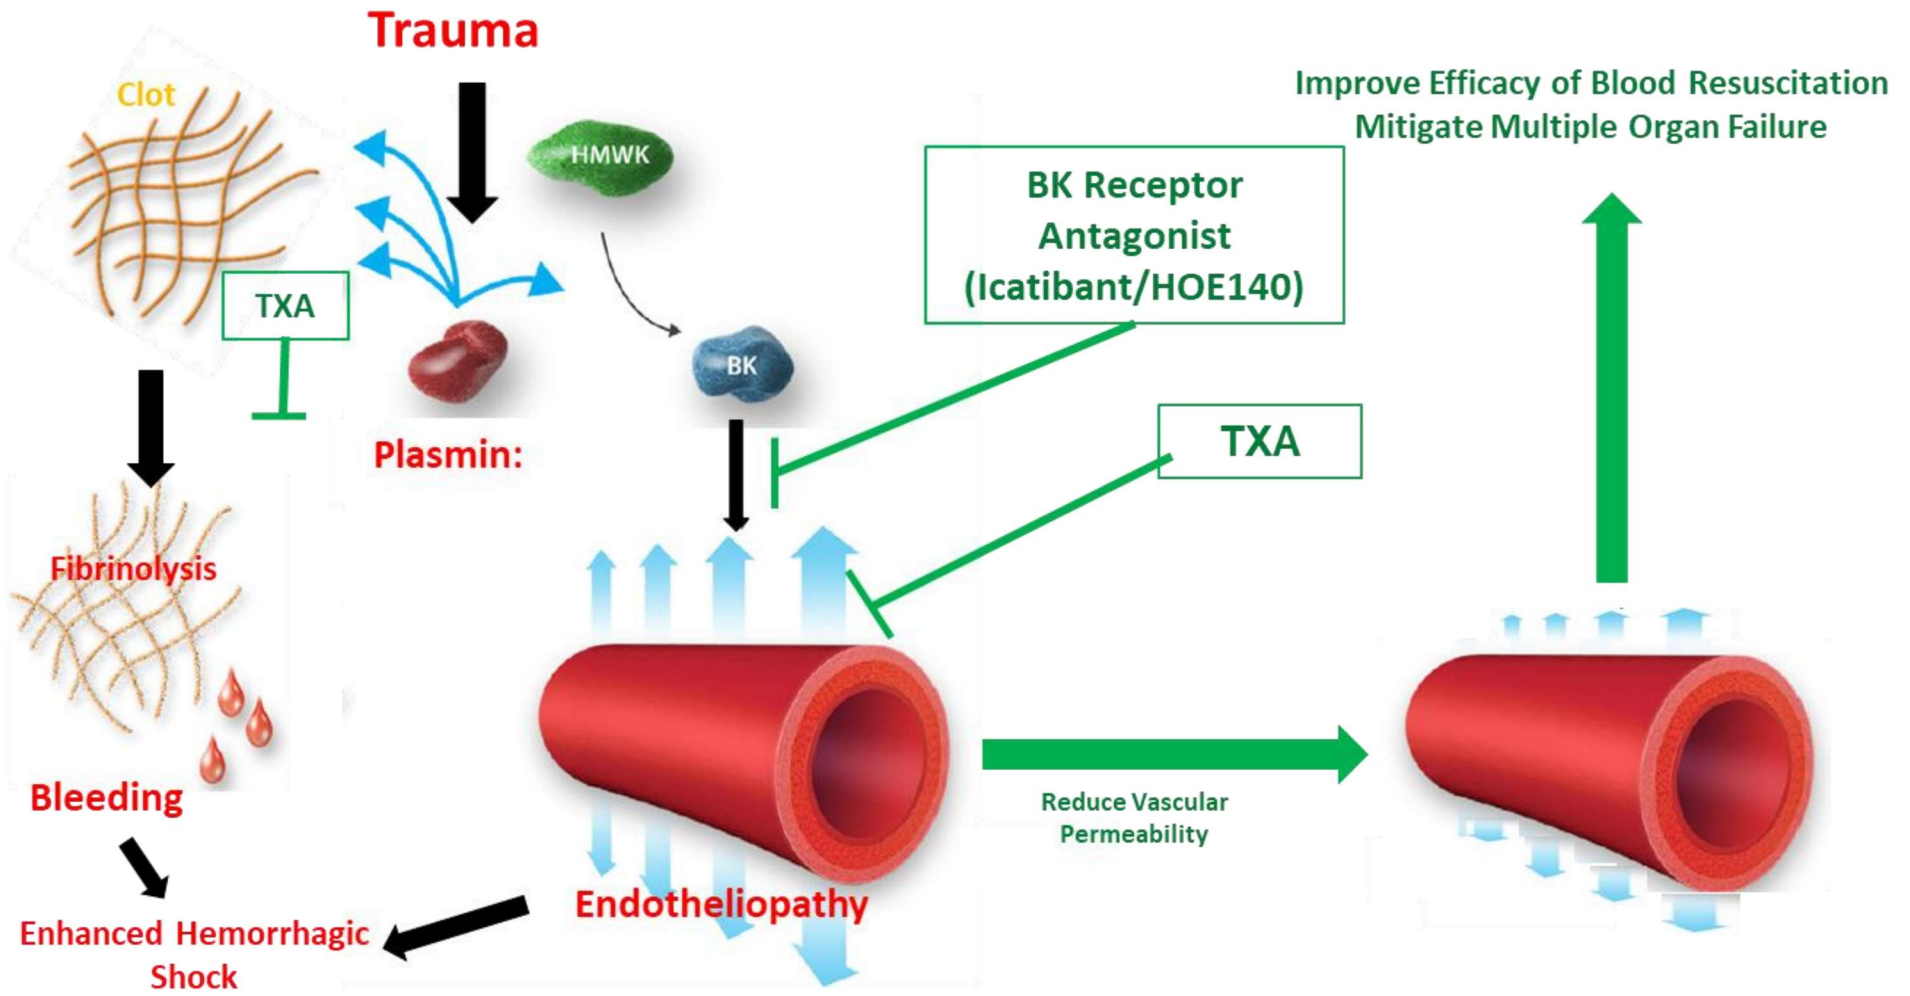 Trauma
Clot
HMWK
Improve Efficacy of Blood Resuscitation
Mitigate Multiple Organ Failure
BK Receptor
Antagonist
(Icatibant/HOE140)
TXA
BK
TXA
Plasmin:
Fibrinolysis
Bleeding
Reduce Vascular
Permeability
Endotheliopathy
Enhanced Hemorrhagic
Shock